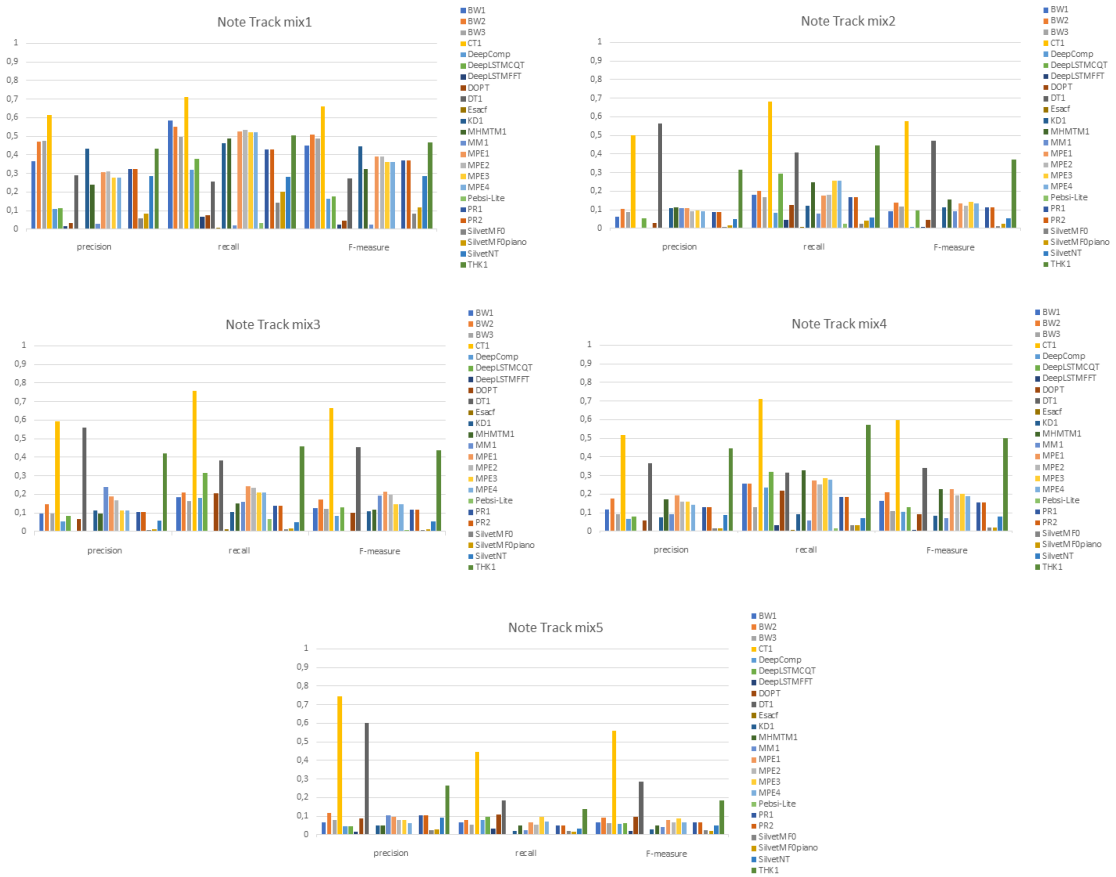 Note Track mix1
1
0,9
0,8
0,7
0,6
0,5
0,4
0,3
0,2
0,1
0
precision
recall
F-measure
BW1
BW2
BW3
CT1
DeepComp
DeepLSTMCQT
DeepLSTMFFT
DOPT
DT1
Esacf
KD1
MHMTM1
MM1
MPE1
MPE2
MPE3
MPE4
Pebsi-Lite
PR1
PR2
SilvetMF0
SilvetMF0piano
SilvetNT
THK1
Note Track mix2
1
0,9
0,8
0,7
0,6
0,5
0,4
0,3
0,2
0,1
0
precision
recall
F-measure
BW1
BW2
BW3
CT1
DeepComp
DeepLSTMCQT
DeepLSTMFFT
DOPT
DT1
Esacf
KD1
MHMTM1
MM1
MPE1
MPE2
MPE3
MPE4
Pebsi-Lite
PR1
PR2
SilvetMF0
SilvetMF0piano
SilvetNT
THK1
Note Track mix3
1
0,9
0,8
0,7
0,6
0,5
0,4
0,3
0,2
0,1
0
precision
recall
F-measure
BW1
BW2
BW3
CT1
DeepComp
DeepLSTMCQT
DeepLSTMFFT
DOPT
DT1
Esacf
KD1
MHMTM1
MM1
MPE1
MPE2
MPE3
MPE4
Pebsi-Lite
PR1
PR2
SilvetMF0
SilvetMF0piano
SilvetNT
THK1
Note Track mix4
1
0,9
0,8
0,7
0,6
0,5
0,4
0,3
0,2
0,1
0
precision
recall
F-measure
BW1
BW2
BW3
CT1
DeepComp
DeepLSTMCQT
DeepLSTMFFT
DOPT
DT1
Esacf
KD1
MHMTM1
MM1
MPE1
MPE2
MPE3
MPE4
Pebsi-Lite
PR1
PR2
SilvetMF0
SilvetMF0piano
SilvetNT
THK1
Note Track mix5
1
0,9
0,8
0,7
0,6
0,5
0,4
0,3
0,2
0,1
0
precision
recall
F-measure
BW1
BW2
BW3
CT1
DeepComp
DeepLSTMCQT
DeepLSTMFFT
DOPT
DT1
Esacf
KD1
MHMTM1
MM1
MPE1
MPE2
MPE3
MPE4
Pebsi-Lite
PR1
PR2
SilvetMF0
SilvetMF0piano
SilvetNT
THK1